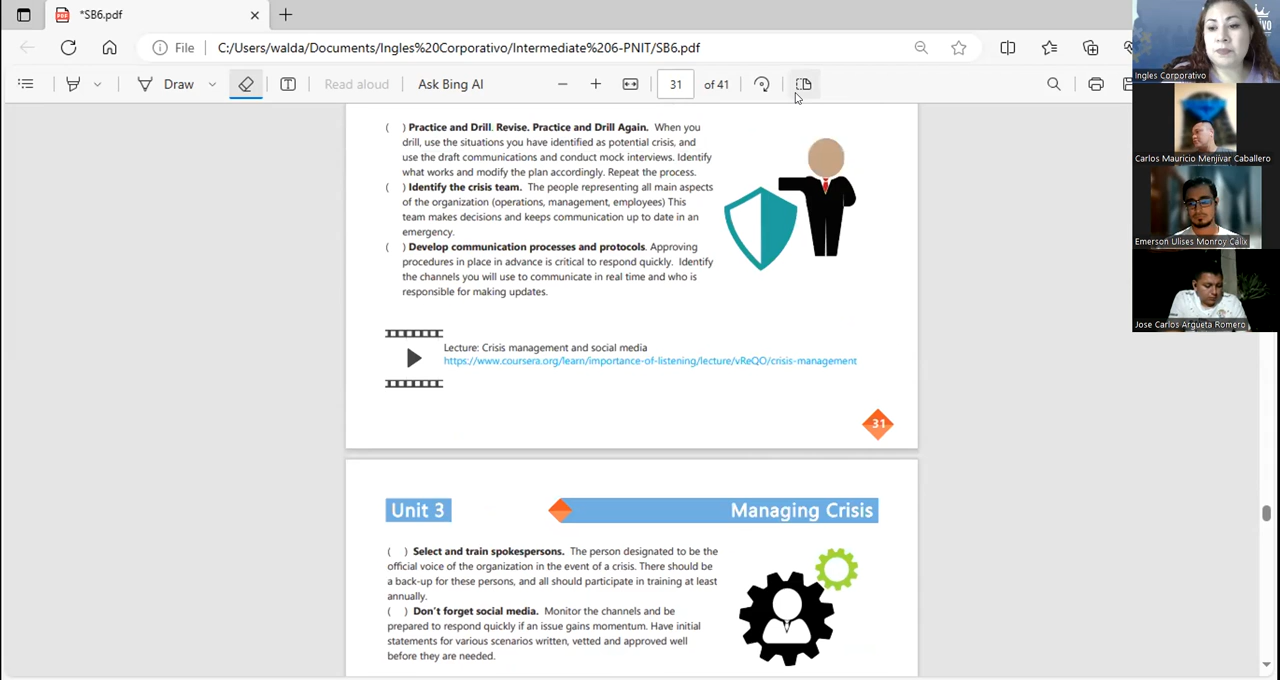 *SB6.pdf
File
C:/Users/walda/Documents/Ingles%20Corporativo/Intermediate%206-PNIT/SB6.pdf
Draw
Read aloud
Ask Bing AI
31
of 41
( ) Practice and Drill. Revise. Practice and Drill Again. When you
drill, use the situations you have identified as potential crisis, and
use the draft communications and conduct mock interviews. Identify
what works and modify the plan accordingly. Repeat the process.
( ) Identify the crisis team. The people representing all main aspects
of the organization (operations, management, employees) This
team makes decisions and keeps communication up to date in an
emergency.
( ) Develop communication processes and protocols. Approving
procedures in place in advance is critical to respond quickly. Identify
the channels you will use to communicate in real time and who is
responsible for making updates.
Lecture: Crisis management and social media
https://www.coursera.org/learn/importance-of-listening/lecture/vReQO/crisis-management
31
Unit 3
Managing Crisis
( ) Select and train spokespersons. The person designated to be the
official voice of the organization in the event of a crisis. There should be
a back-up for these persons, and all should participate in training at least
annually.
( ) Don't forget social media. Monitor the channels and be
prepared to respond quickly if an issue gains momentum. Have initial
statements for various scenarios written, vetted and approved well
before they are needed.
Ingles Corporativo
Carlos Mauricio Menjívar Caballero
Emerson Ulises Monroy Cálix
Jose Carlos Argueta Romero